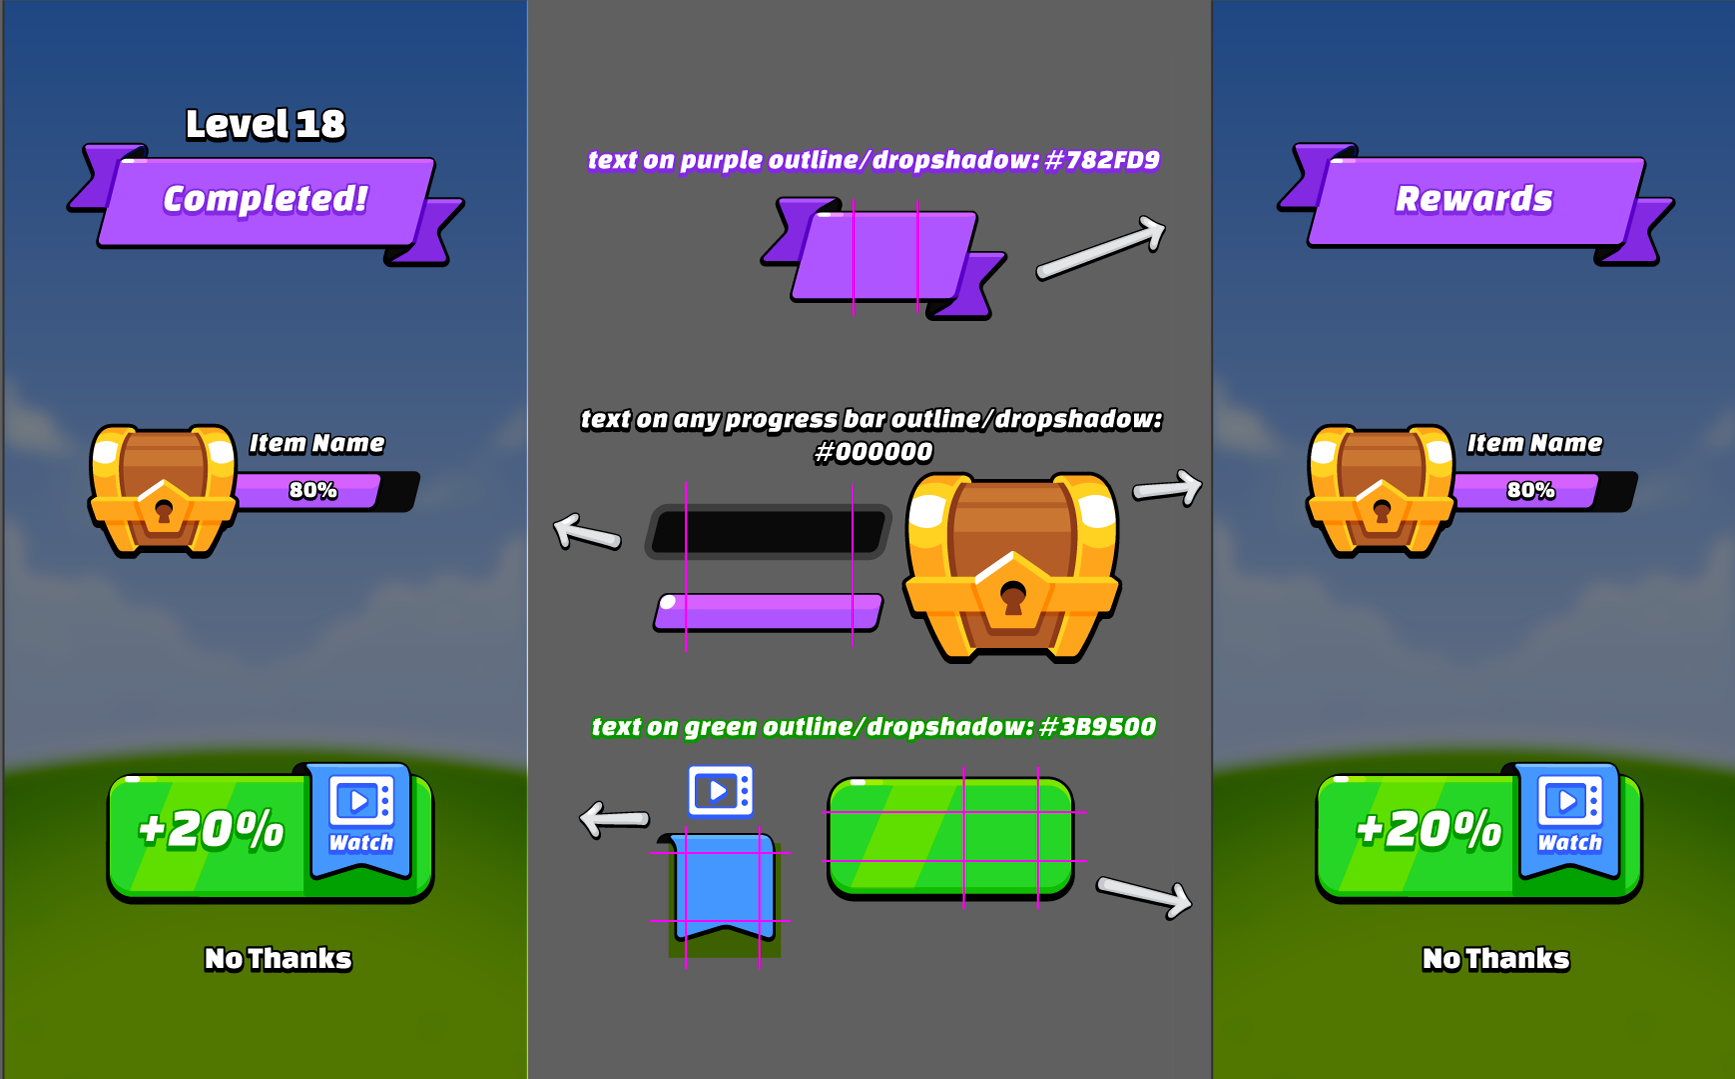 Level 18
Completed!
Item Name
80%
+20%
Watch
No Thanks
text on purple outline/dropshadow: #782FD9
text on any progress bar outline/dropshadow:
#000000
text on green outline/dropshadow: #3B9500
Rewards
Item Name
80%
+20%
Watch
No Thanks